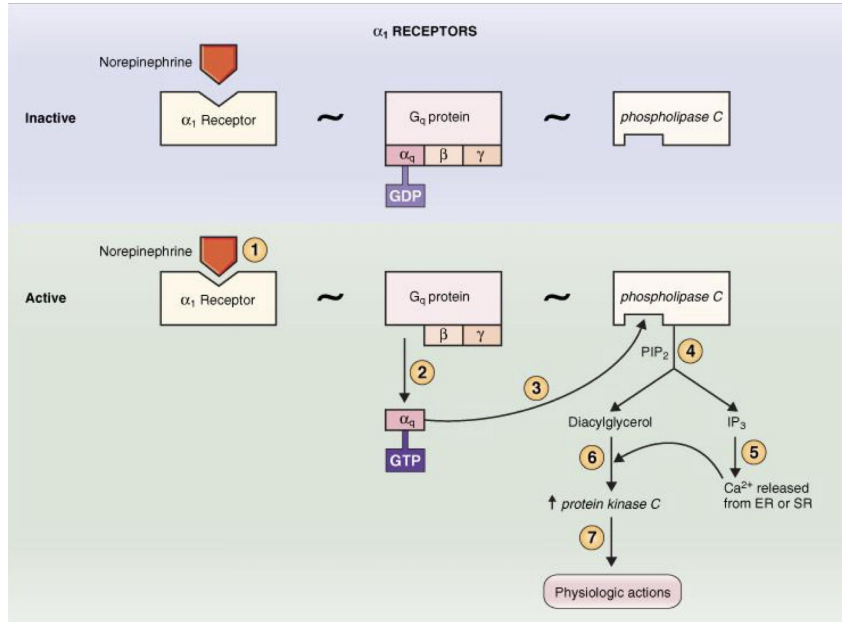 α₁ RECEPTORS
Norepinephrine
Inactive
α₁ Receptor
~
Gq protein
~
phospholipase C
αq
β
γ
GDP
Norepinephrine
1
Active
α₁ Receptor
~
Gq protein
~
phospholipase C
β
γ
PIP₂
4
2
3
αq
Diacylglycerol
IP₃
GTP
6
5
Ca²⁺ released
from ER or SR
↑ protein kinase C
7
Physiologic actions